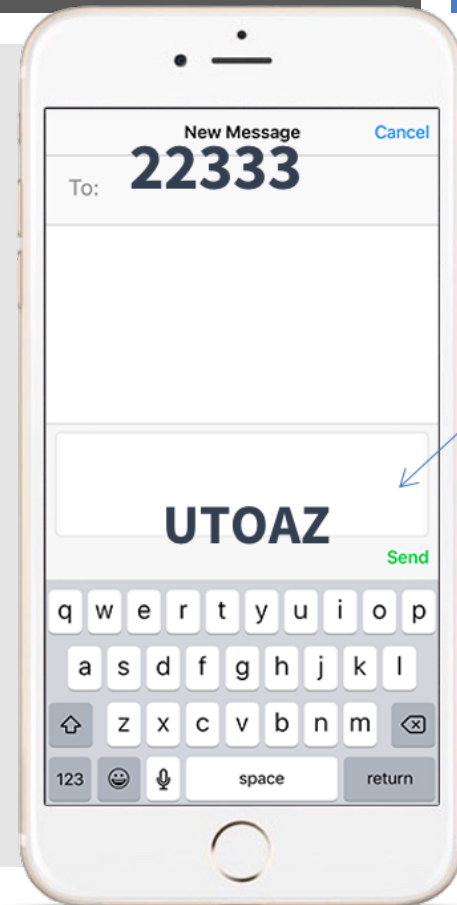 New Message Cancel
To: 22333
UTOAZ
Send
q w e r t y u i o p
a s d f g h j k l
z x c v b n m
123 space return